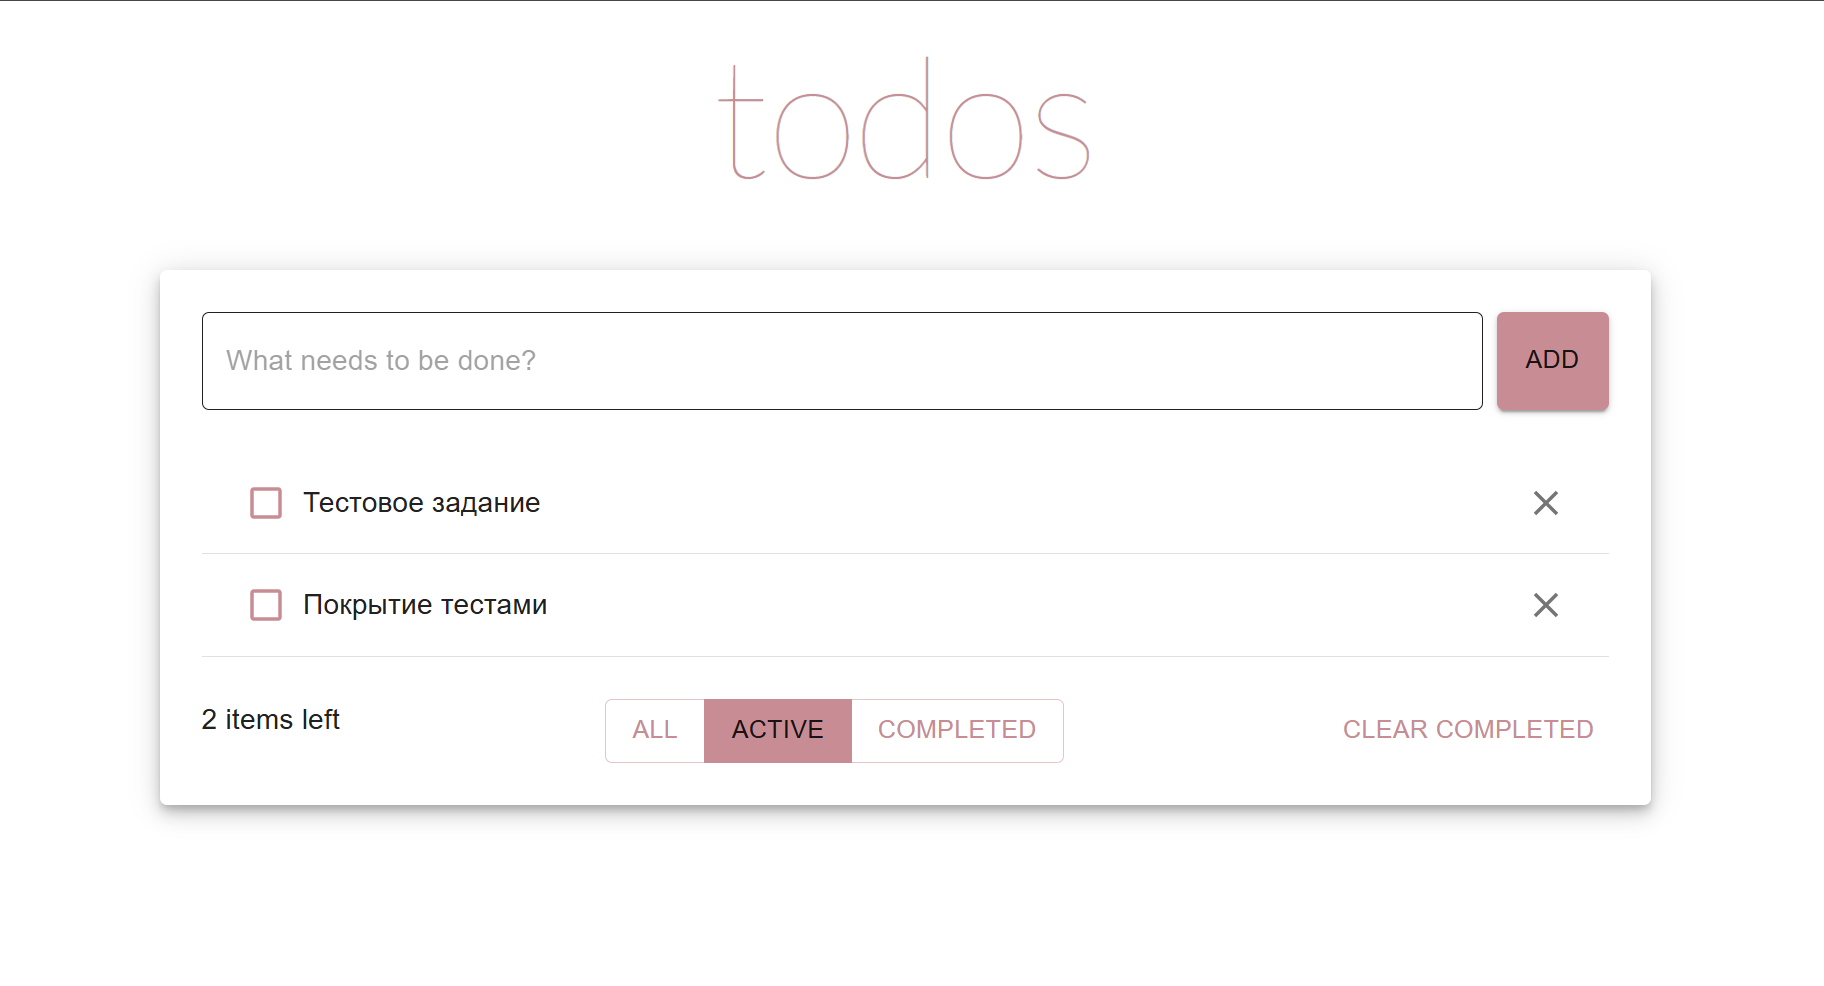 todos
What needs to be done?
ADD
Тестовое задание
Покрытие тестами
2 items left
ALL
ACTIVE
COMPLETED
CLEAR COMPLETED